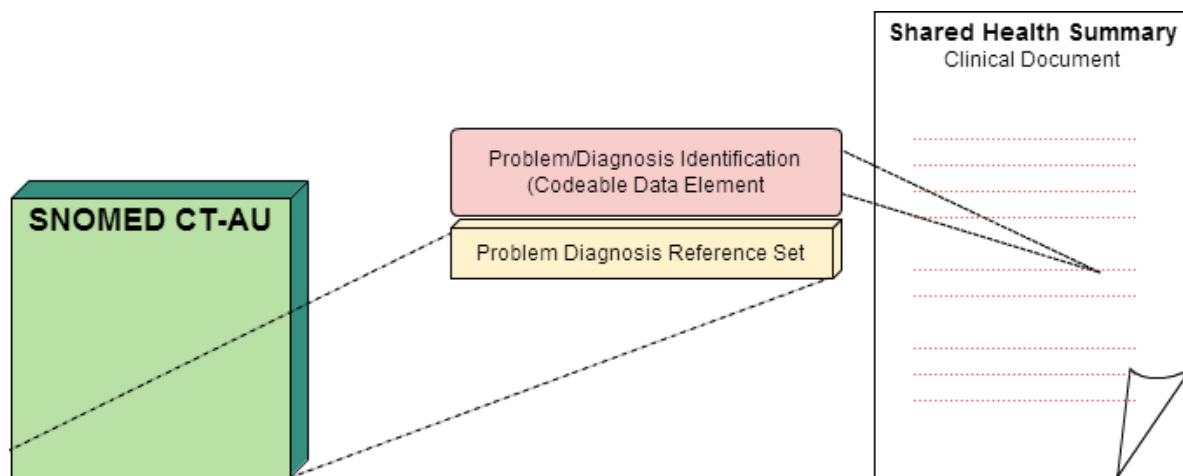 Shared Health Summary
Clinical Document
Problem/Diagnosis Identification
(Codeable Data Element
SNOMED CT-AU
Problem Diagnosis Reference Set